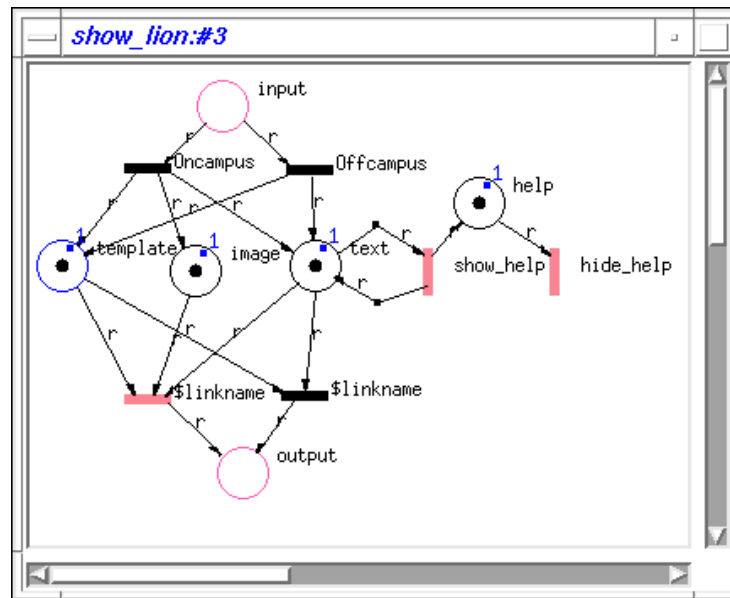 show_lion:#3
input
r r
Oncampus Offcampus
1 help
r r r r r
1 template 1 image 1 text r r r
show_help hide_help
r
r r r r
$linkname $linkname
r r
output